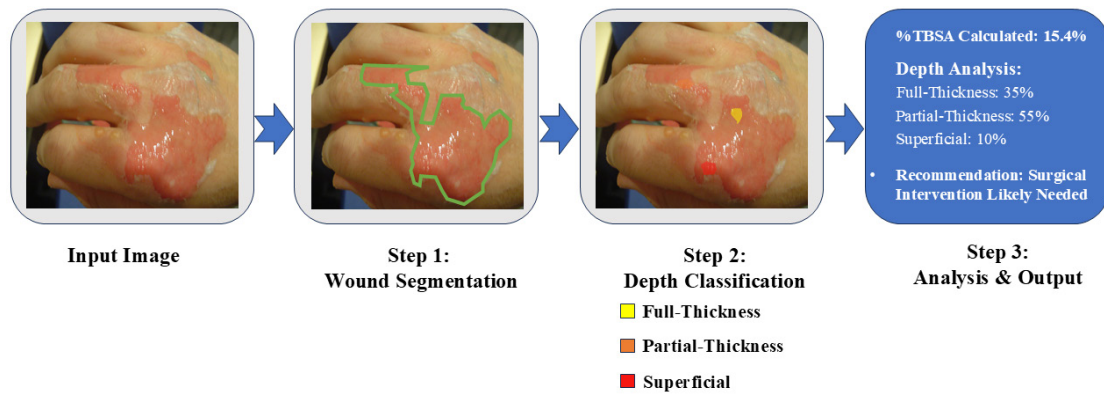 %TBSA Calculated: 15.4%
Depth Analysis:
Full-Thickness: 35%
Partial-Thickness: 55%
Superficial: 10%
• Recommendation: Surgical
Intervention Likely Needed
Input Image
Step 1:
Wound Segmentation
Step 2:
Depth Classification
Full-Thickness
Partial-Thickness
Superficial
Step 3:
Analysis & Output